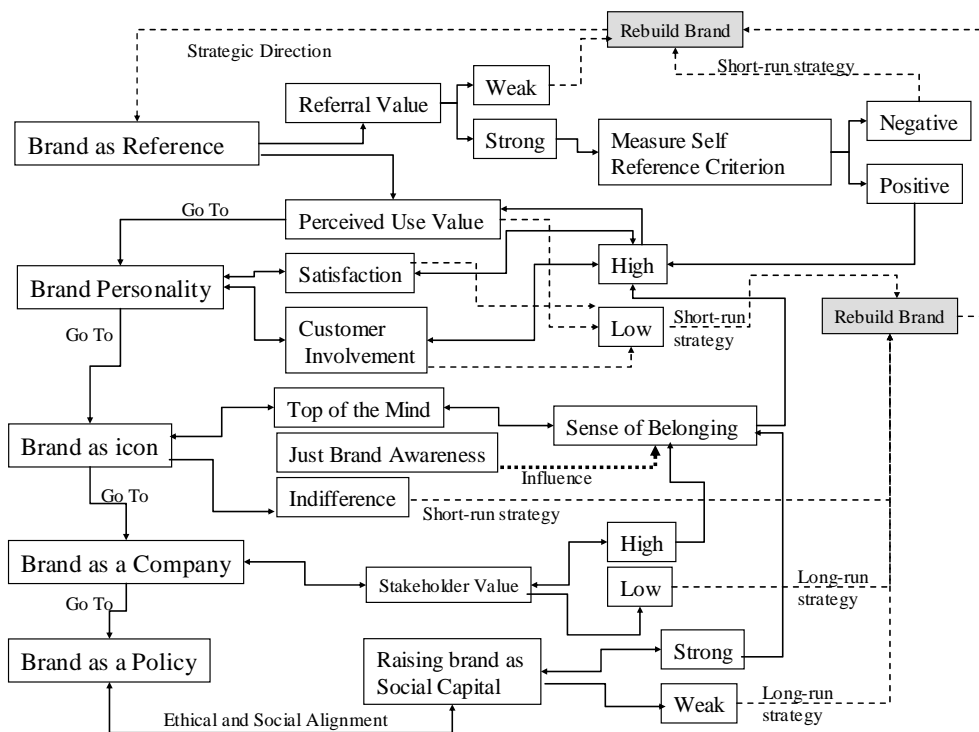 Rebuild Brand
Strategic Direction
Short-run strategy
Weak
Referral Value
Negative
Brand as Reference
Strong
Measure Self
Reference Criterion
Positive
Go To
Perceived Use Value
Satisfaction
High
Brand Personality
Customer
Involvement
Low
Short-run
strategy
Rebuild Brand
Go To
Top of the Mind
Sense of Belonging
Brand as icon
Just Brand Awareness
Influence
Go To
Indifference
Short-run strategy
High
Brand as a Company
Stakeholder Value
Low
Long-run
strategy
Go To
Brand as a Policy
Raising brand as
Social Capital
Strong
Weak
Long-run
strategy
Ethical and Social Alignment